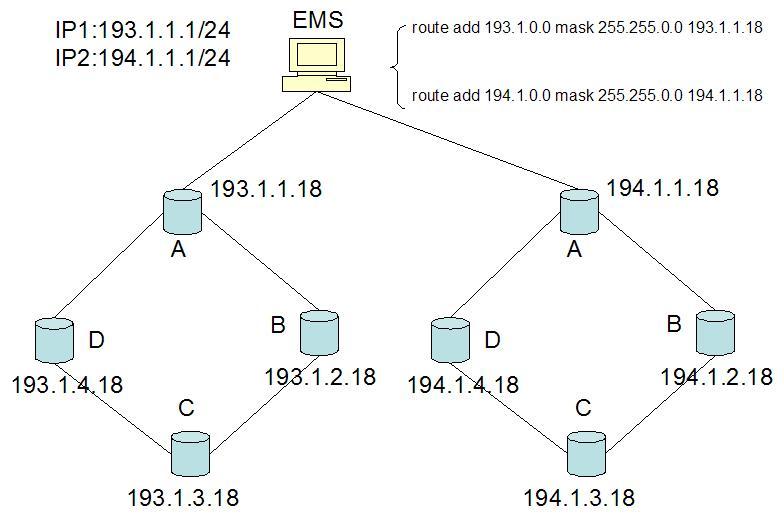 EMS
IP1:193.1.1.1/24
IP2:194.1.1.1/24
route add 193.1.0.0 mask 255.255.0.0 193.1.1.18
route add 194.1.0.0 mask 255.255.0.0 194.1.1.18
193.1.1.18
A
D
B
193.1.4.18
193.1.2.18
C
193.1.3.18
194.1.1.18
A
D
B
194.1.4.18
194.1.2.18
C
194.1.3.18